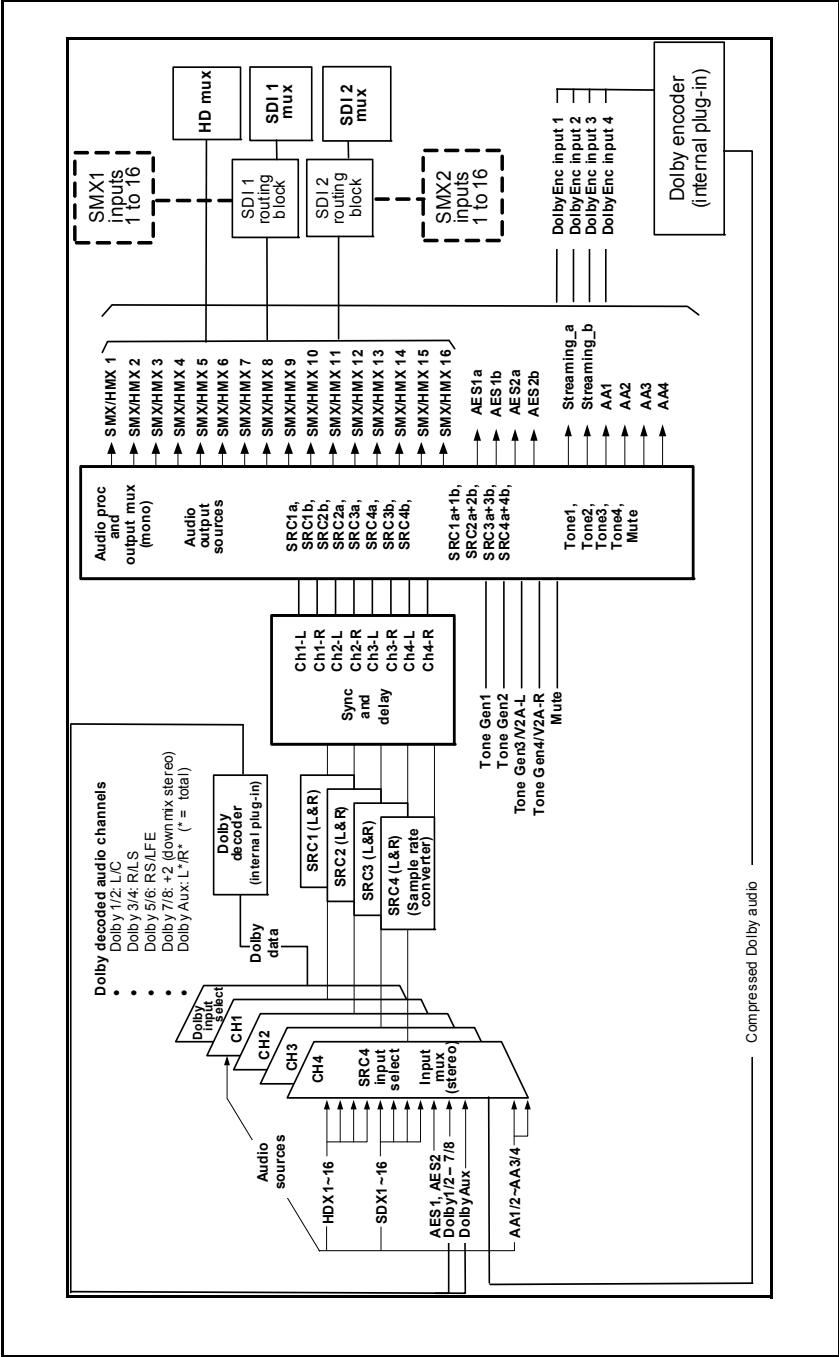 Dolby decoded audio channels
• Dolby 1/2: L/C
• Dolby 3/4: R/LS
• Dolby 5/6: RS/LFE
• Dolby 7/8: +2 (down mix stereo)
• Dolby Aux: L*/R* (* = total)
Audio
sources
HDX1~16
SDX1~16
AES1, AES2
Dolby1/2 – 7/8
Dolby Aux
AA1/2~AA3/4
Dolby
input
select
CH1
CH2
CH3
CH4
SRC4
input
select
Input
mux
(stereo)
Dolby
data
Dolby
decoder
(internal plug-in)
SRC1 (L&R)
SRC2 (L&R)
SRC3 (L&R)
SRC4 (L&R)
(Sample rate
converter)
Sync
and
delay
Ch1-L
Ch1-R
Ch2-L
Ch2-R
Ch3-L
Ch3-R
Ch4-L
Ch4-R
Tone Gen1
Tone Gen2
Tone Gen3/V2A-L
Tone Gen4/V2A-R
Mute
Audio proc
and
output mux
(mono)
Audio
output
sources
SRC1a,
SRC1b,
SRC2b,
SRC2a,
SRC3a,
SRC4a,
SRC3b,
SRC4b,
SRC1a+1b,
SRC2a+2b,
SRC3a+3b,
SRC4a+4b,
Tone1,
Tone2,
Tone3,
Tone4,
Mute
SMX/HMX 1
SMX/HMX 2
SMX/HMX 3
SMX/HMX 4
SMX/HMX 5
SMX/HMX 6
SMX/HMX 7
SMX/HMX 8
SMX/HMX 9
SMX/HMX 10
SMX/HMX 11
SMX/HMX 12
SMX/HMX 13
SMX/HMX 14
SMX/HMX 15
SMX/HMX 16
AES1a
AES1b
AES2a
AES2b
Streaming_a
Streaming_b
AA1
AA2
AA3
AA4
SMX1
inputs
1 to 16
HD mux
SDI 1
routing
block
SDI 1
mux
SDI 2
routing
block
SDI 2
mux
SMX2
inputs
1 to 16
DolbyEnc input 1
DolbyEnc input 2
DolbyEnc input 3
DolbyEnc input 4
Dolby encoder
(internal plug-in)
Compressed Dolby audio